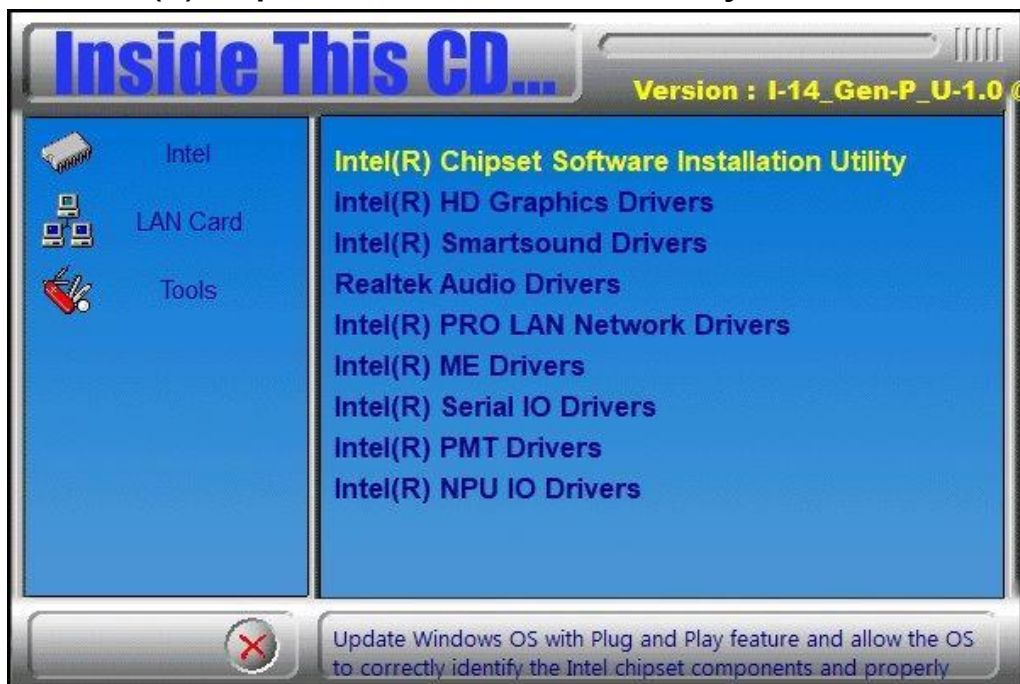 Inside This CD...
Version : I-14_Gen-P_U-1.0
Intel
LAN Card
Tools
Intel(R) Chipset Software Installation Utility
Intel(R) HD Graphics Drivers
Intel(R) Smartsound Drivers
Realtek Audio Drivers
Intel(R) PRO LAN Network Drivers
Intel(R) ME Drivers
Intel(R) Serial IO Drivers
Intel(R) PMT Drivers
Intel(R) NPU IO Drivers
Update Windows OS with Plug and Play feature and allow the OS
to correctly identify the Intel chipset components and properly